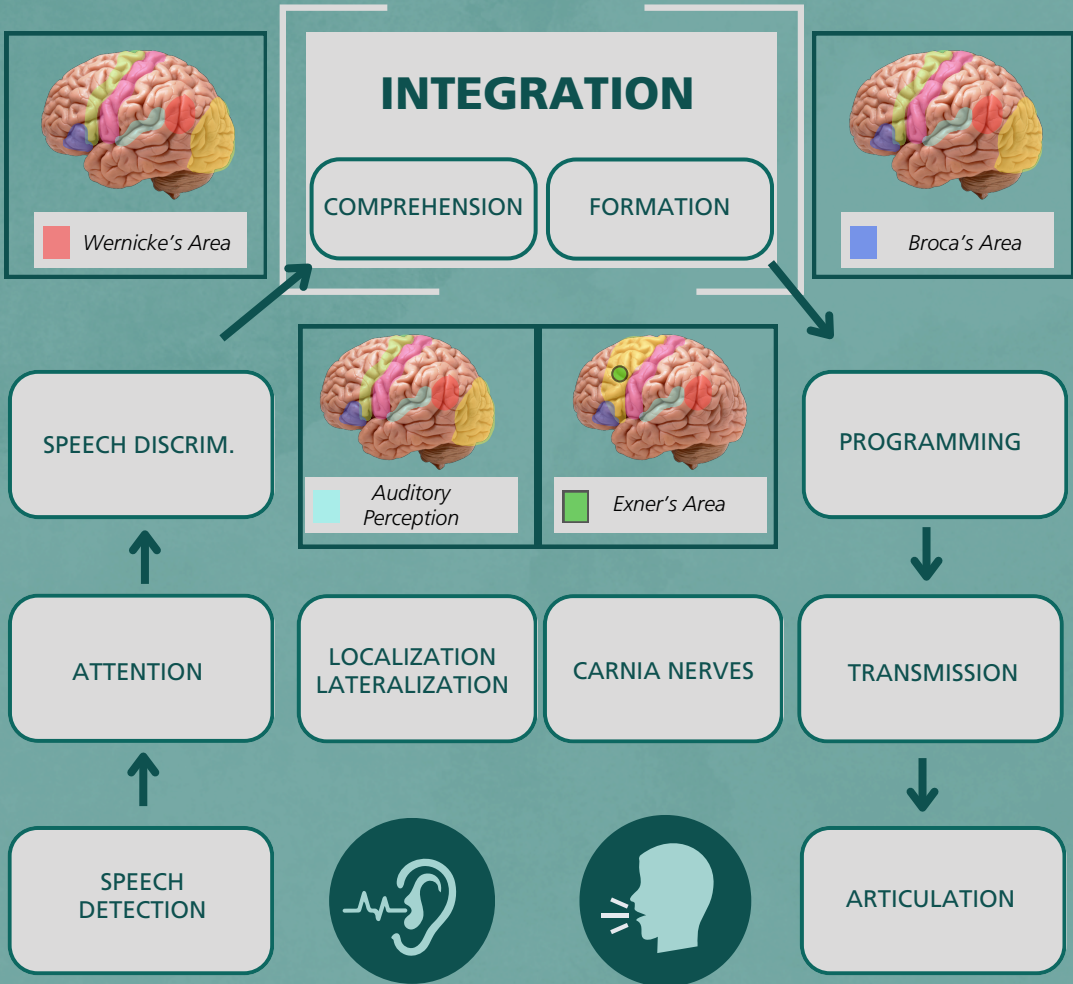 INTEGRATION
COMPREHENSION
FORMATION
Wernicke's Area
Broca's Area
SPEECH DISCRIM.
Auditory
Perception
Exner's Area
PROGRAMMING
ATTENTION
LOCALIZATION
LATERALIZATION
CARNIA NERVES
TRANSMISSION
SPEECH
DETECTION
ARTICULATION